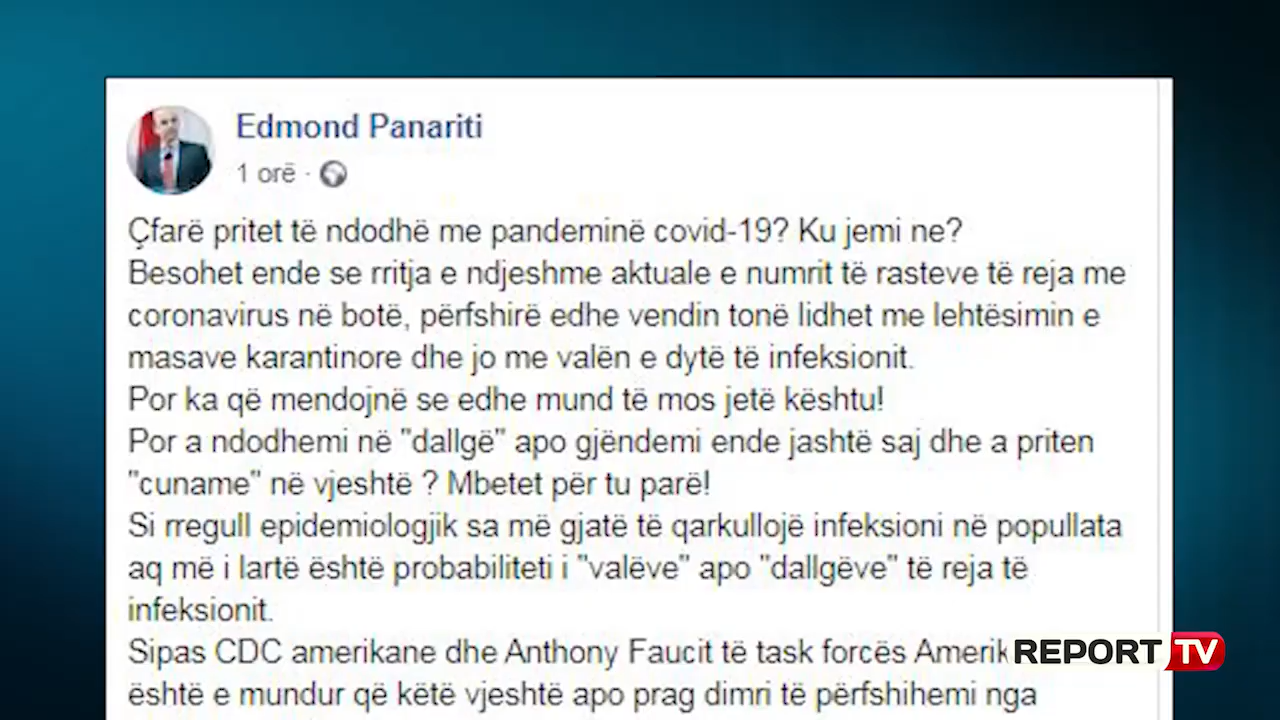 Edmond Panariti
1 orë ·
Çfarë pritet të ndodhë me pandeminë covid-19? Ku jemi ne?
Besohet ende se rritja e ndjeshme aktuale e numrit të rasteve të reja me
coronavirus në botë, përfshirë edhe vendin tonë lidhet me lehtësimin e
masave karantinore dhe jo me valën e dytë të infeksionit.
Por ka që mendojnë se edhe mund të mos jetë kështu!
Por a ndodhemi në "dallgë" apo gjëndemi ende jashtë saj dhe a priten
"cuname" në vjeshtë ? Mbetet për tu parë!
Si rregull epidemiologjik sa më gjatë të qarkullojë infeksioni në popullata
aq më i lartë është probabiliteti i "valëve" apo "dallgëve" të reja të
infeksionit.
Sipas CDC amerikane dhe Anthony Faucit të task forcës Amerik
është e mundur që këtë vjeshtë apo prag dimri të përfshihemi nga
REPORT TV